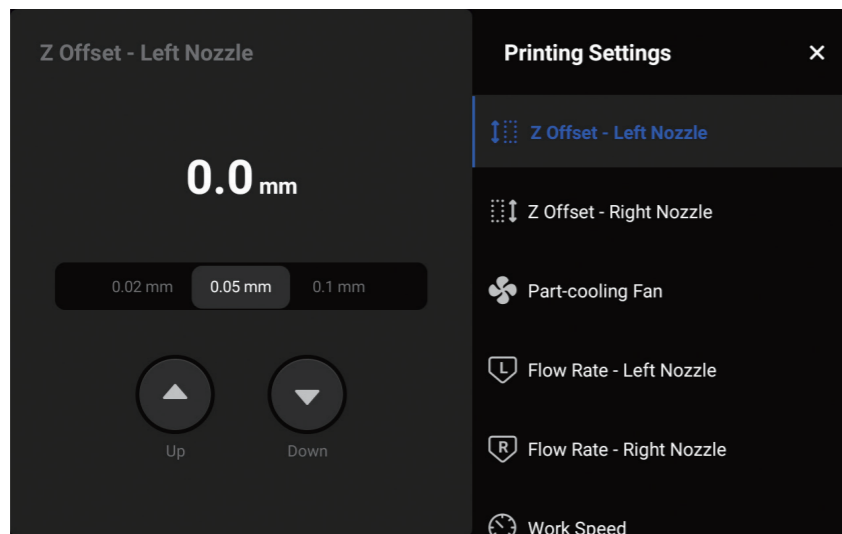 Z Offset - Left Nozzle
0.0 mm
0.02 mm 0.05 mm 0.1 mm
Up Down
Printing Settings
Z Offset - Left Nozzle
Z Offset - Right Nozzle
Part-cooling Fan
L Flow Rate - Left Nozzle
R Flow Rate - Right Nozzle
Work Speed